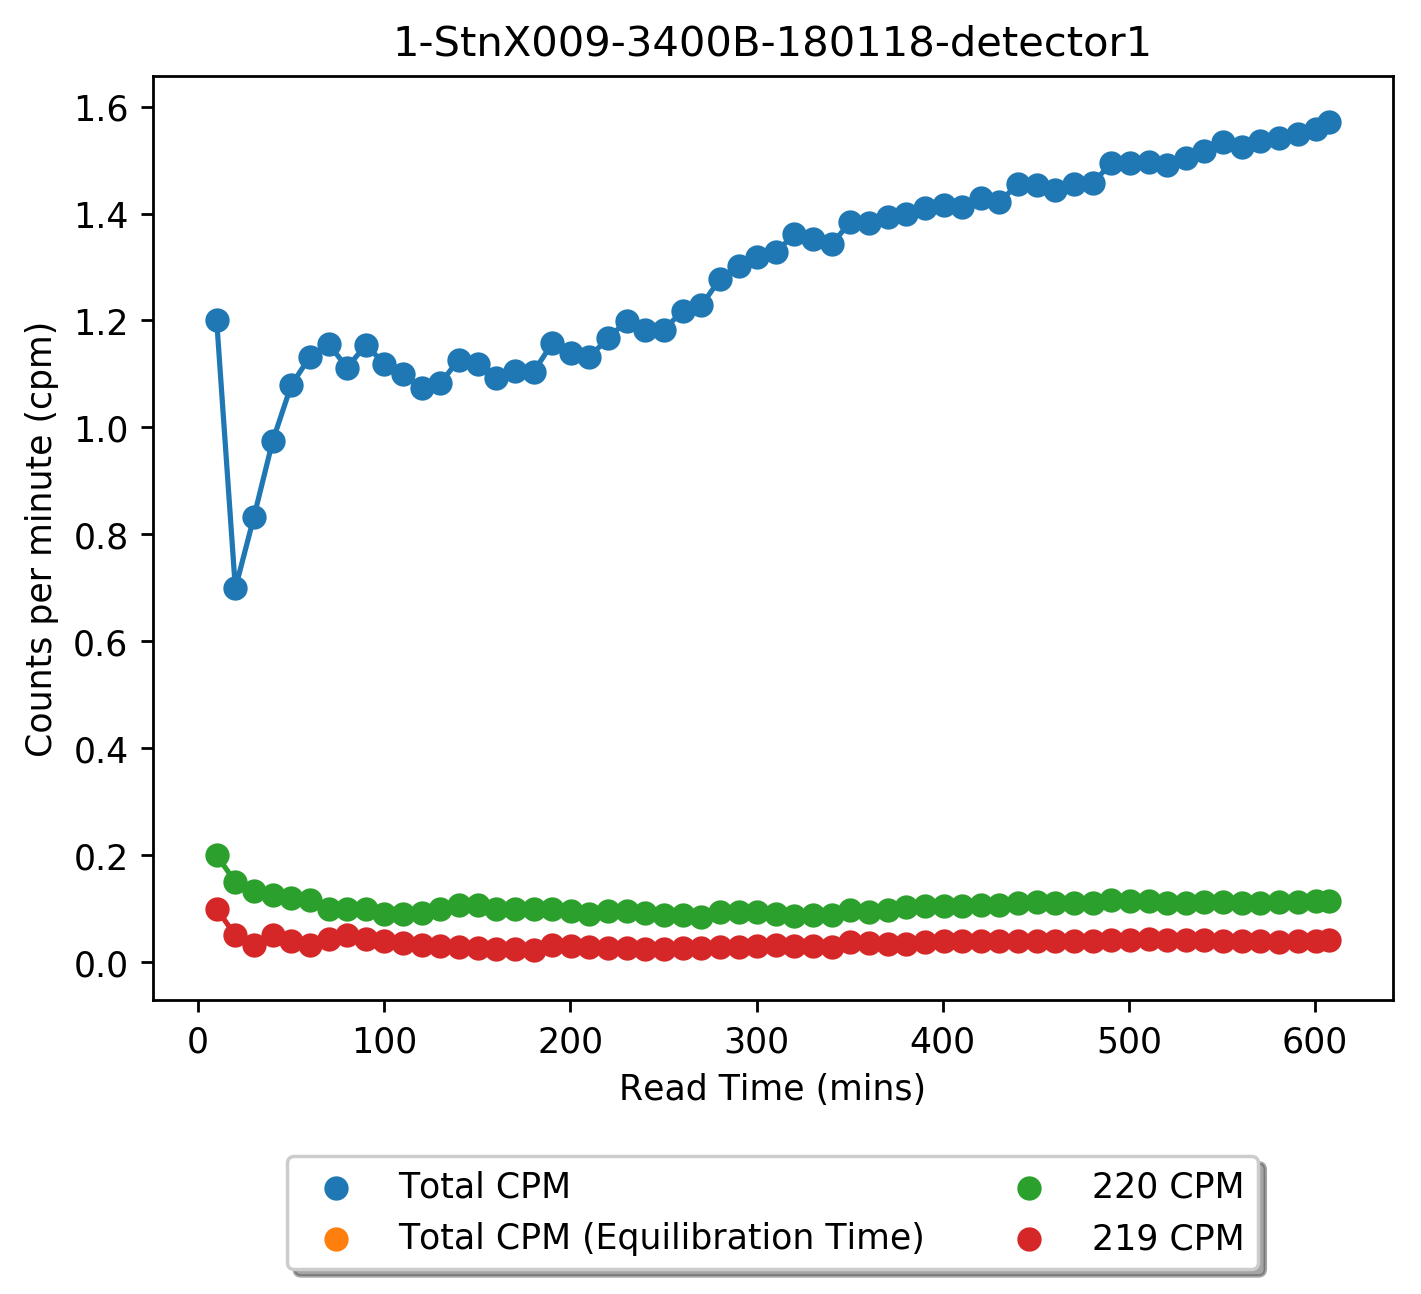 1-StnX009-3400B-180118-detector1
1.6
1.4
1.2
1.0
0.8
0.6
0.4
0.2
0.0
Counts per minute (cpm)
0 100 200 300 400 500 600
Read Time (mins)
Total CPM
Total CPM (Equilibration Time)
220 CPM
219 CPM